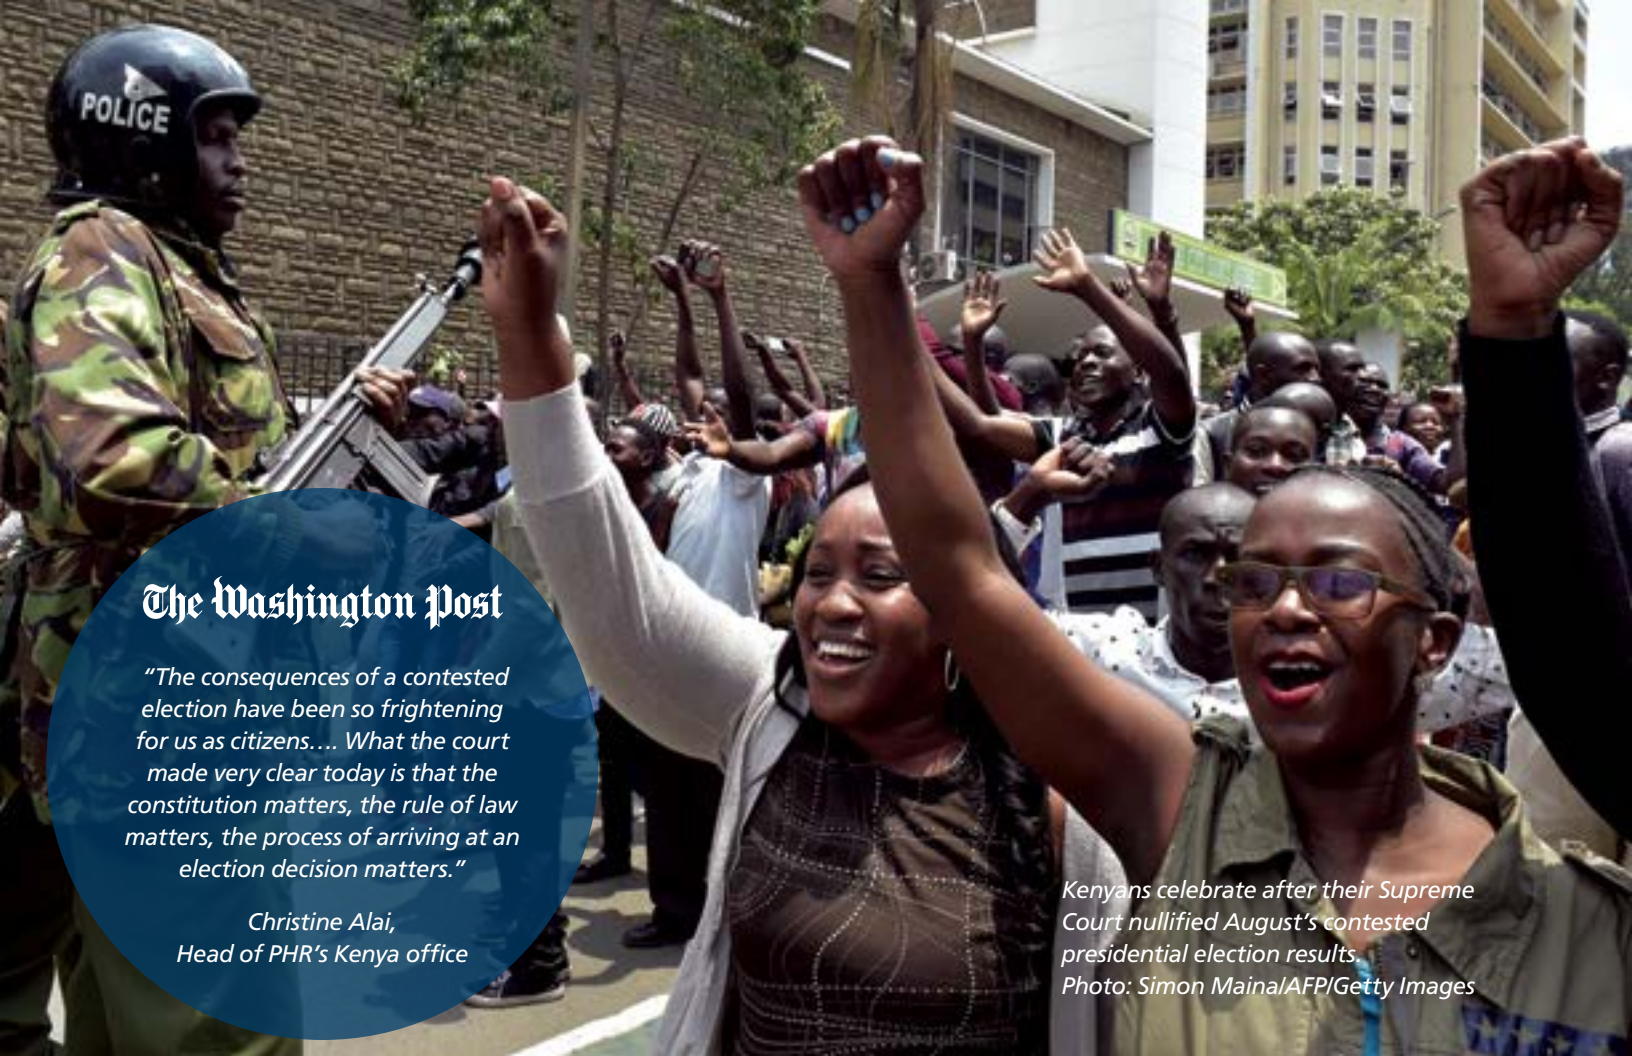 POLICE
The Washington Post
“The consequences of a contested
election have been so frightening
for us as citizens.... What the court
made very clear today is that the
constitution matters, the rule of law
matters, the process of arriving at an
election decision matters.”
Christine Alai,
Head of PHR’s Kenya office
Kenyans celebrate after their Supreme
Court nullified August’s contested
presidential election results.
Photo: Simon Maina/AFP/Getty Images